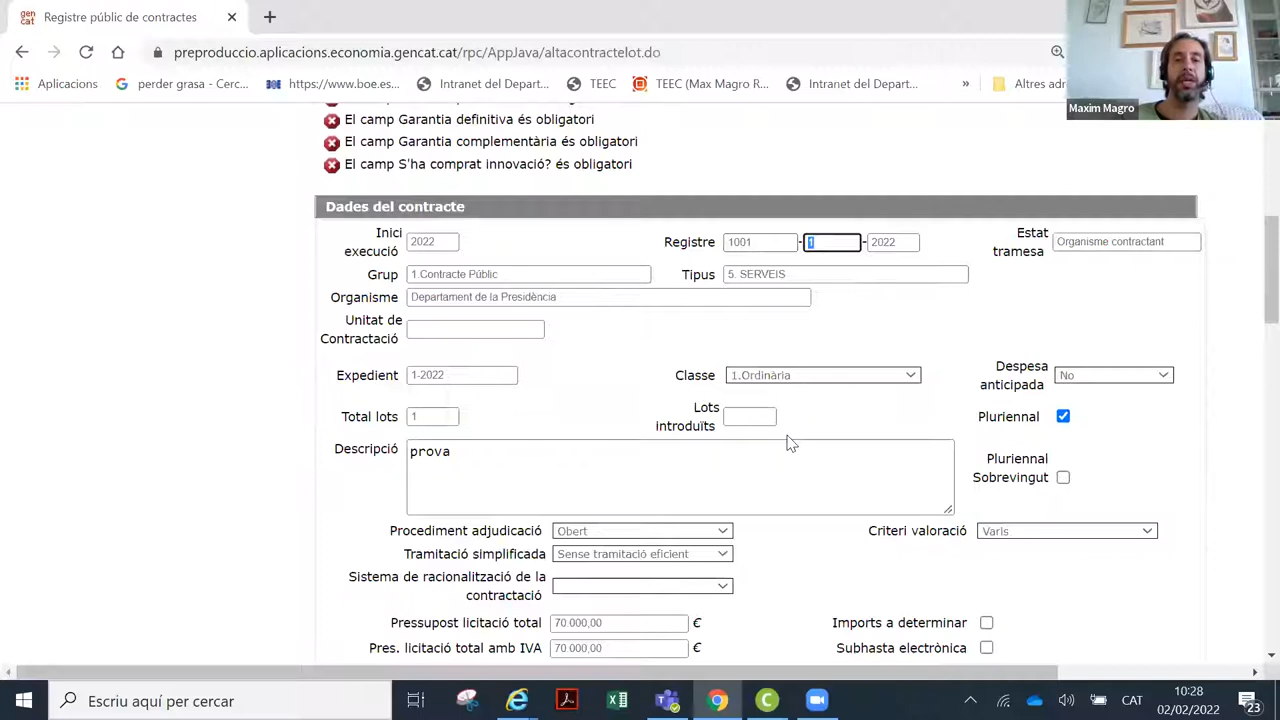 gen
cat
Registre públic de contractes
preproduccio.aplicacions.economia.gencat.cat/rpc/AppJava/altacontractelot.do
Aplicacions
perder grasa - Cerc...
https://www.boe.es...
Intranet del Depart...
TEEC
TEEC (Max Magro R...
Intranet del Depart...
»
Altres adr
Maxim Magro
El camp Garantia definitiva és obligatori
El camp Garantia complementària és obligatori
El camp S'ha comprat innovació? és obligatori
Dades del contracte
Inici execució 2022
Registre 1001 - 1 - 2022
Estat tramesa Organisme contractant
Grup 1.Contracte Públic
Tipus 5. SERVEIS
Organisme Departament de la Presidència
Unitat de Contractació
Expedient 1-2022
Classe 1.Ordinària
Despesa anticipada No
Total lots 1
Lots introduïts
Pluriennal
Descripció prova
Pluriennal Sobrevingut
Procediment adjudicació Obert
Criteri valoració Varis.
Tramitació simplificada Sense tramitació eficient
Sistema de racionalització de la contractació
Pressupost licitació total 70.000,00 €
Imports a determinar
Pres. licitació total amb IVA 70.000,00 €
Subhasta electrònica
Escriu aquí per cercar
CAT
10:28
02/02/2022
23